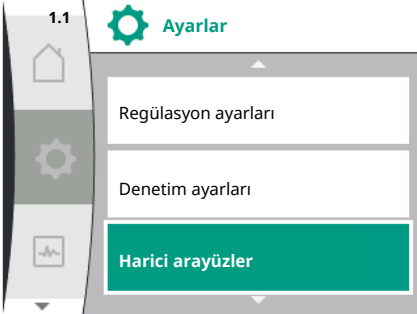 1.1
Ayarlar
Regülasyon ayarları
Denetim ayarları
Harici arayüzler